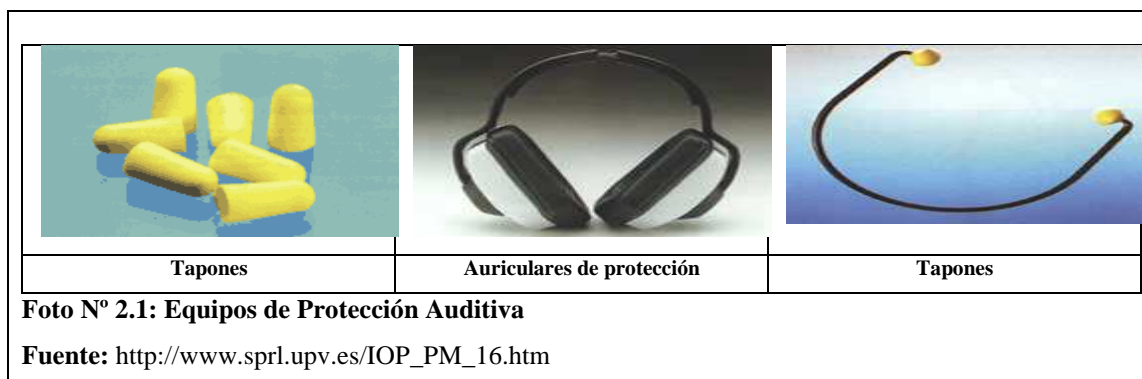 Tapones
Auriculares de protección
Tapones
Foto Nº 2.1: Equipos de Protección Auditiva
Fuente: http://www.sprl.upv.es/IOP_PM_16.htm